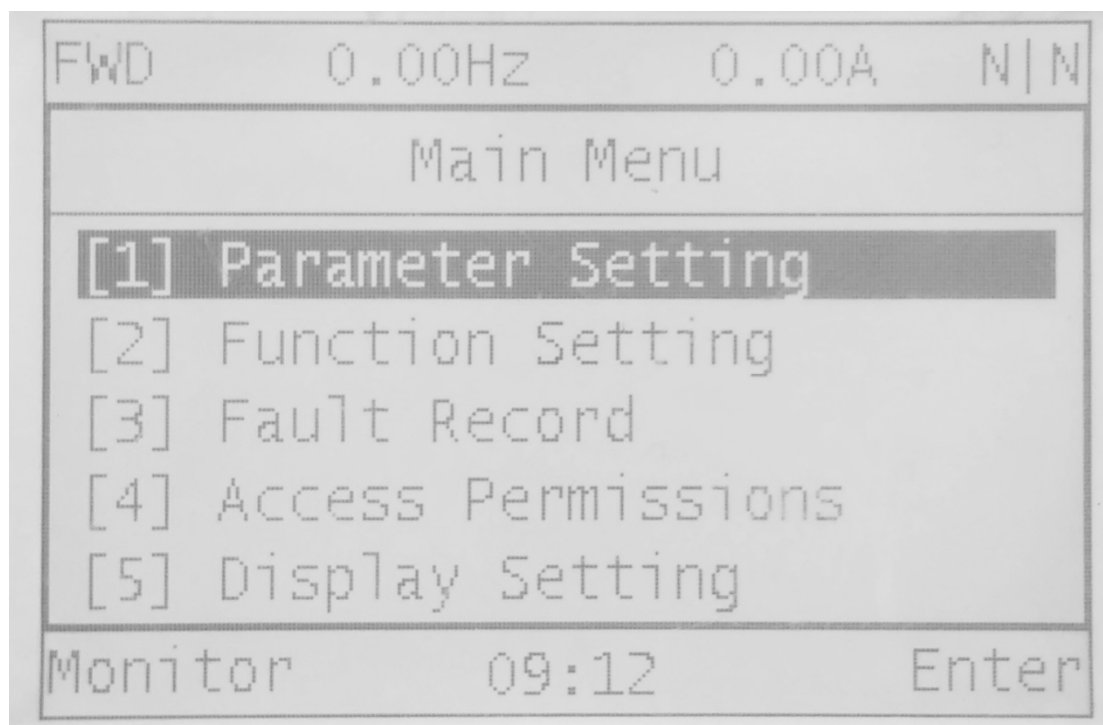 FWD 0.00Hz 0.00A N|N
Main Menu
[1] Parameter Setting
[2] Function Setting
[3] Fault Record
[4] Access Permissions
[5] Display Setting
Monitor 09:12 Enter